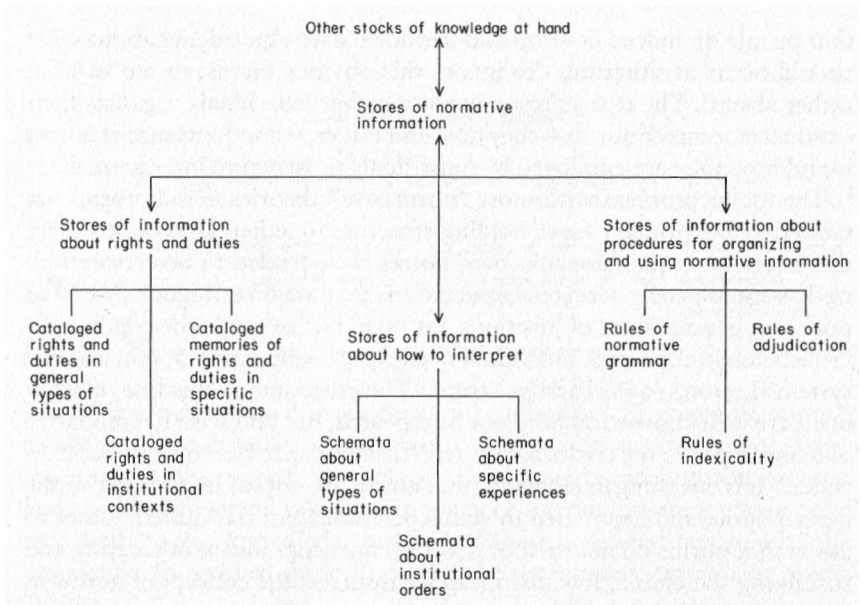 Other stocks of knowledge at hand
Stores of normative
information
Stores of information
about rights and duties
Stores of information about
procedures for organizing
and using normative information
Cataloged
rights and
duties in
general
types of
situations
Cataloged
memories of
rights and
duties in
specific
situations
Stores of information
about how to interpret
Rules of
normative
grammar
Rules of
adjudication
Cataloged
rights and
duties in
institutional
contexts
Schemata
about
general
types of
situations
Schemata
about
specific
experiences
Rules of
indexicality
Schemata
about
institutional
orders